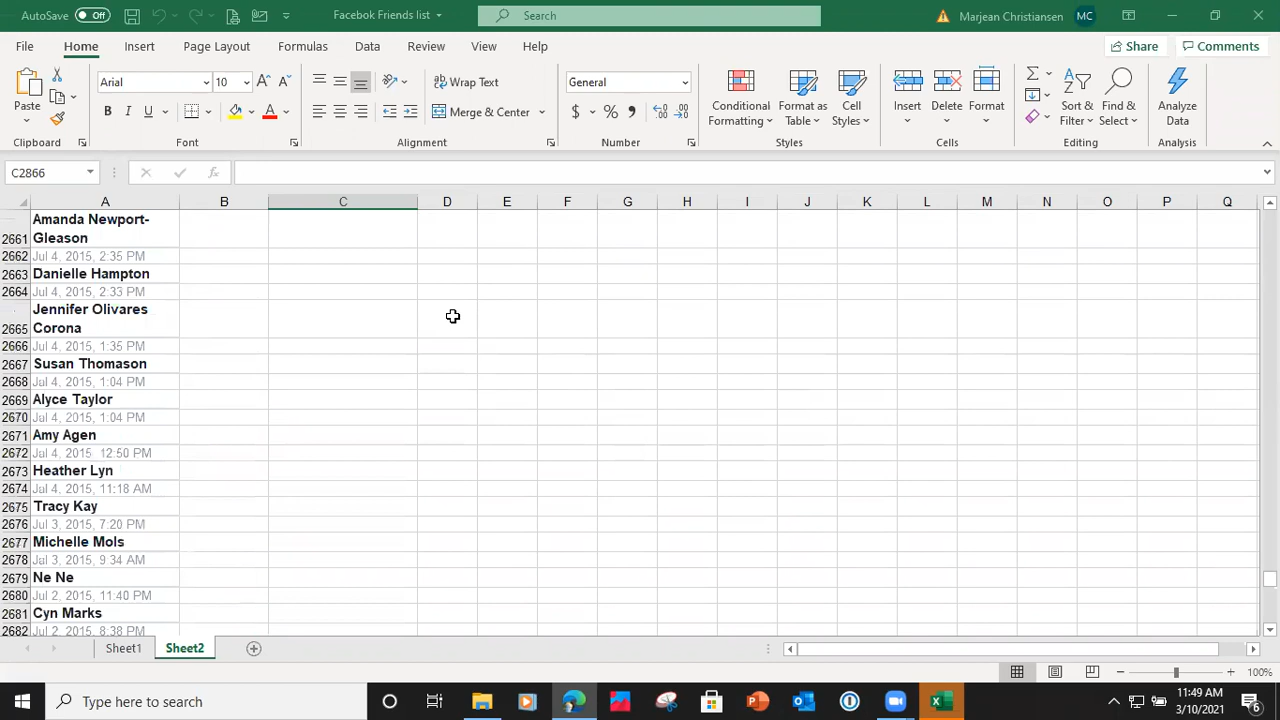 AutoSave Off Facebok Friends list Search Marjean Christiansen MC
File Home Insert Page Layout Formulas Data Review View Help Share Comments
Paste Arial 10 Wrap Text General Conditional Formatting Format as Table Cell Styles Insert Delete Format Sort & Filter Find & Select Analyze Data
Merge & Center
Clipboard Font Alignment Number Styles Cells Editing Analysis
C2866
A B C D E F G H I J K L M N O P Q
Amanda Newport-
2661 Gleason
2662 Jul 4, 2015, 2:35 PM
2663 Danielle Hampton
2664 Jul 4, 2015, 2:33 PM
Jennifer Olivares
2665 Corona
2666 Jul 4, 2015, 1:35 PM
2667 Susan Thomason
2668 Jul 4, 2015, 1:04 PM
2669 Alyce Taylor
2670 Jul 4, 2015, 1:04 PM
2671 Amy Agen
2672 Jul 4, 2015, 12:50 PM
2673 Heather Lyn
2674 Jul 4, 2015, 11:18 AM
2675 Tracy Kay
2676 Jul 3, 2015, 7:20 PM
2677 Michelle Mols
2678 Jul 3, 2015, 9:34 AM
2679 Ne Ne
2680 Jul 2, 2015, 11:40 PM
2681 Cyn Marks
2682 Jul 2, 2015, 8:38 PM
Sheet1 Sheet2
100%
Type here to search
11:49 AM
3/10/2021
6